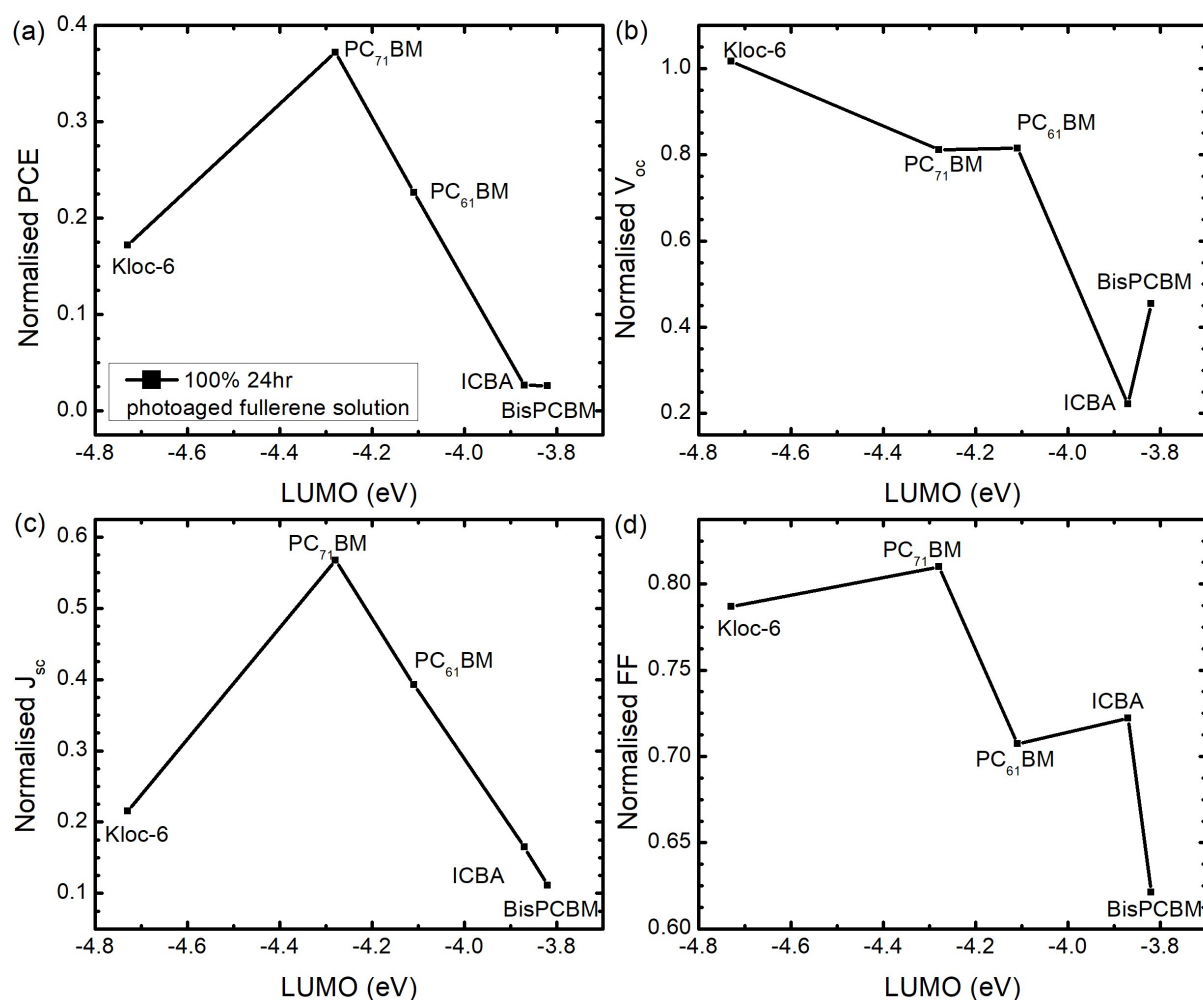 (a)
0.4
0.3
0.2
0.1
0.0
Normalised PCE
PC71BM
PC61BM
Kloc-6
ICBA
BisPCBM
100% 24hr
photoaged fullerene solution
-4.8 -4.6 -4.4 -4.2 -4.0 -3.8
LUMO (eV)
(b)
1.0
0.8
0.6
0.4
0.2
Normalised Voc
Kloc-6
PC61BM
PC71BM
BisPCBM
ICBA
-4.8 -4.6 -4.4 -4.2 -4.0 -3.8
LUMO (eV)
(c)
0.6
0.5
0.4
0.3
0.2
0.1
Normalised Jsc
PC71BM
PC61BM
Kloc-6
ICBA
BisPCBM
-4.8 -4.6 -4.4 -4.2 -4.0 -3.8
LUMO (eV)
(d)
0.80
0.75
0.70
0.65
0.60
Normalised FF
PC71BM
Kloc-6
ICBA
PC61BM
BisPCBM
-4.8 -4.6 -4.4 -4.2 -4.0 -3.8
LUMO (eV)